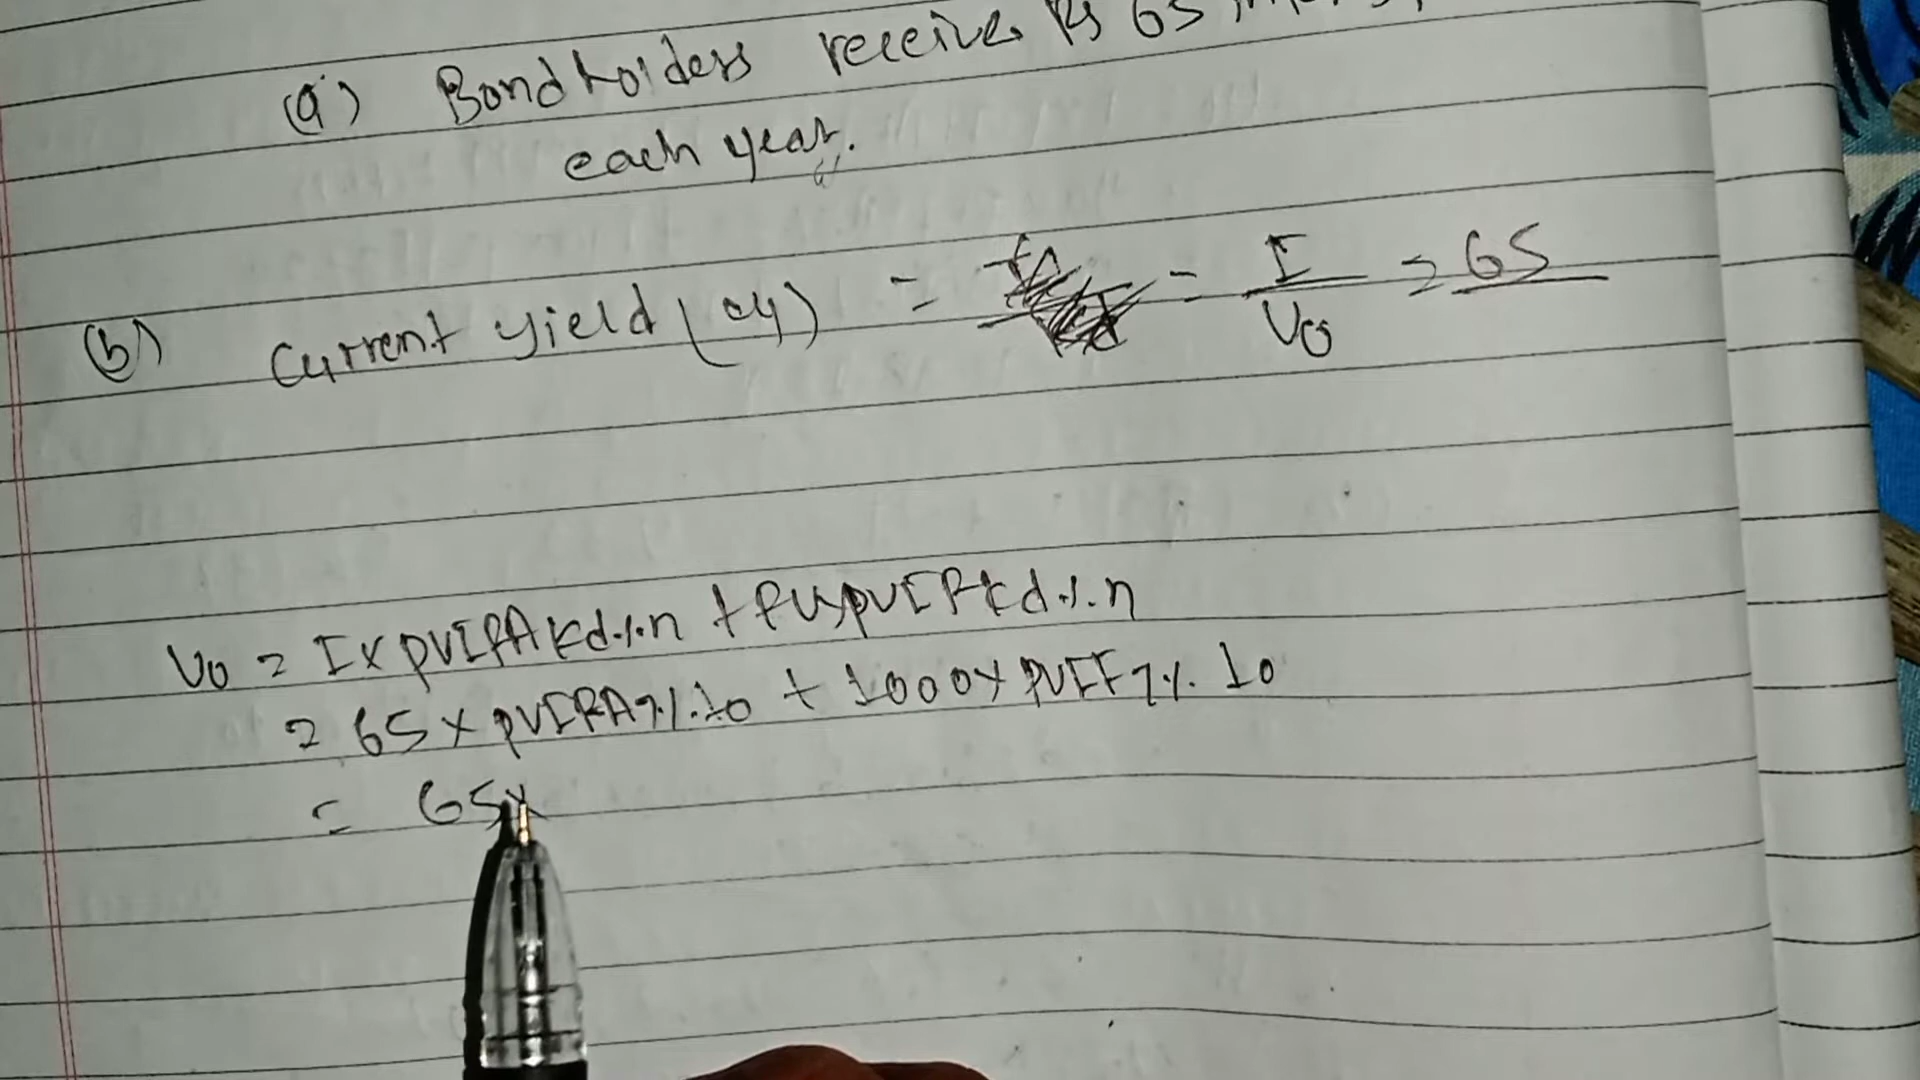 (a) Bondholders receive Rs 65
each year.
(b) Current yield (cy) = = I/V0 = 65
V0 = I x PVIFA kd%.n + FV x PVIF kd%.n
= 65 x PVIFA 7%.10 + 1000 x PVIF 7%.10
= 65x